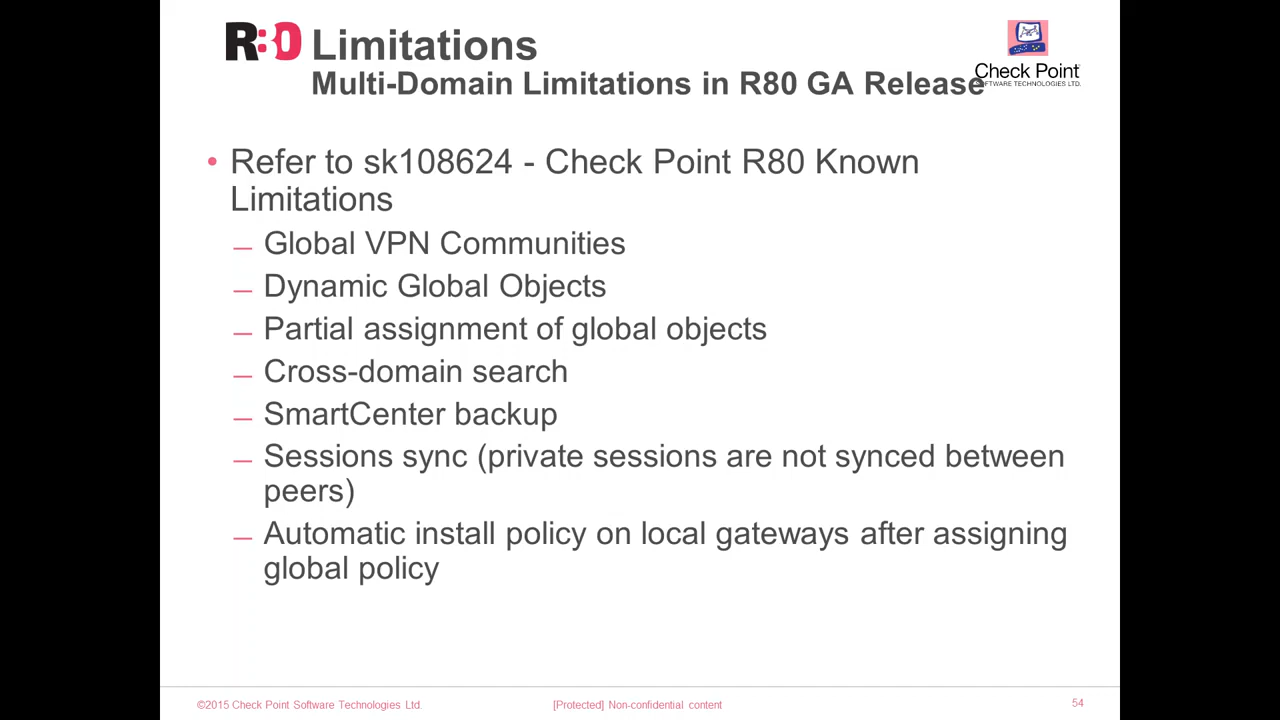 R80 Limitations
Multi-Domain Limitations in R80 GA Release
Check Point
SOFTWARE TECHNOLOGIES LTD.
• Refer to sk108624 - Check Point R80 Known
Limitations
— Global VPN Communities
— Dynamic Global Objects
— Partial assignment of global objects
— Cross-domain search
— SmartCenter backup
— Sessions sync (private sessions are not synced between
peers)
— Automatic install policy on local gateways after assigning
global policy
©2015 Check Point Software Technologies Ltd.
[Protected] Non-confidential content
54